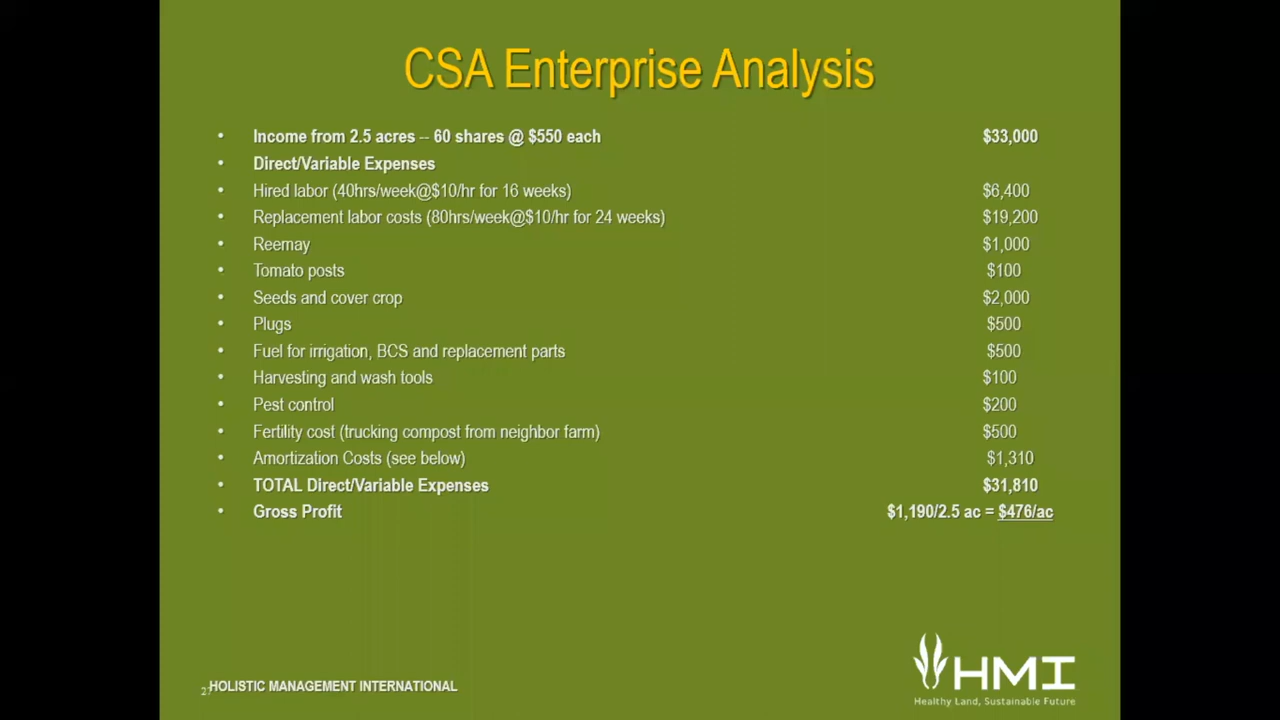 CSA Enterprise Analysis
• Income from 2.5 acres -- 60 shares @ $550 each $33,000
• Direct/Variable Expenses
• Hired labor (40hrs/week@$10/hr for 16 weeks) $6,400
• Replacement labor costs (80hrs/week@$10/hr for 24 weeks) $19,200
• Reemay $1,000
• Tomato posts $100
• Seeds and cover crop $2,000
• Plugs $500
• Fuel for irrigation, BCS and replacement parts $500
• Harvesting and wash tools $100
• Pest control $200
• Fertility cost (trucking compost from neighbor farm) $500
• Amortization Costs (see below) $1,310
• TOTAL Direct/Variable Expenses $31,810
• Gross Profit $1,190/2.5 ac = $476/ac
HOLISTIC MANAGEMENT INTERNATIONAL
HMI
Healthy Land, Sustainable Future